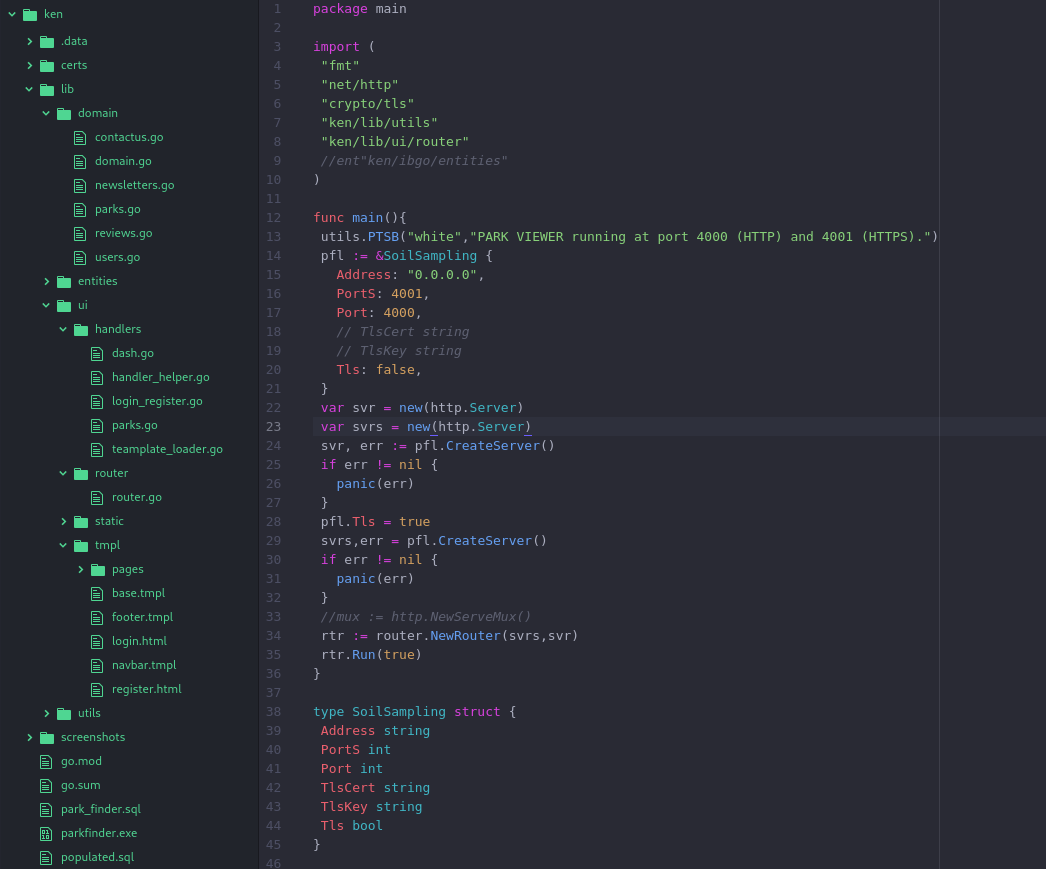 ken
.data
certs
lib
domain
contactus.go
domain.go
newsletters.go
parks.go
reviews.go
users.go
entities
ui
handlers
dash.go
handler_helper.go
login_register.go
parks.go
teamplate_loader.go
router
router.go
static
tmpl
pages
base.tmpl
footer.tmpl
login.html
navbar.tmpl
register.html
utils
screenshots
go.mod
go.sum
park_finder.sql
parkfinder.exe
populated.sql
1 package main
2
3 import (
4 "fmt"
5 "net/http"
6 "crypto/tls"
7 "ken/lib/utils"
8 "ken/lib/ui/router"
9 //ent"ken/ibgo/entities"
10 )
11
12 func main(){
13 utils.PTSB("white","PARK VIEWER running at port 4000 (HTTP) and 4001 (HTTPS).")
14 pfl := &SoilSampling {
15 Address: "0.0.0.0",
16 PortS: 4001,
17 Port: 4000,
18 // TlsCert string
19 // TlsKey string
20 Tls: false,
21 }
22 var svr = new(http.Server)
23 var svrs = new(http.Server)
24 svr, err := pfl.CreateServer()
25 if err != nil {
26 panic(err)
27 }
28 pfl.Tls = true
29 svrs,err = pfl.CreateServer()
30 if err != nil {
31 panic(err)
32 }
33 //mux := http.NewServeMux()
34 rtr := router.NewRouter(svrs,svr)
35 rtr.Run(true)
36 }
37
38 type SoilSampling struct {
39 Address string
40 PortS int
41 Port int
42 TlsCert string
43 TlsKey string
44 Tls bool
45 }
46